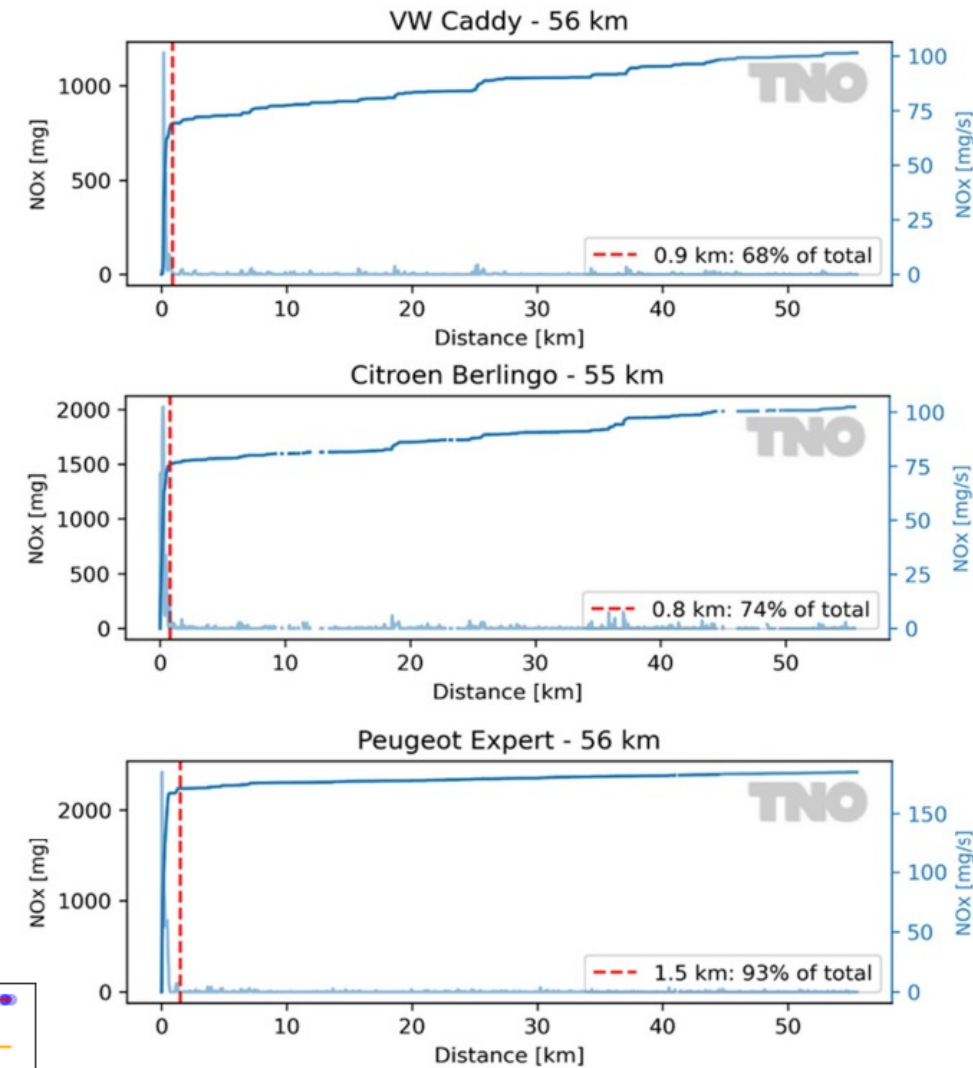 VW Caddy - 56 km
NOx [mg]
1000
500
0
TNO
100
75
50
25
0
NOx [mg/s]
0.9 km: 68% of total
0 10 20 30 40 50
Distance [km]
Citroen Berlingo - 55 km
NOx [mg]
2000
1500
1000
500
0
TNO
100
75
50
25
0
NOx [mg/s]
0.8 km: 74% of total
0 10 20 30 40 50
Distance [km]
Peugeot Expert - 56 km
NOx [mg]
2000
1000
0
TNO
150
100
50
0
NOx [mg/s]
1.5 km: 93% of total
0 10 20 30 40 50
Distance [km]